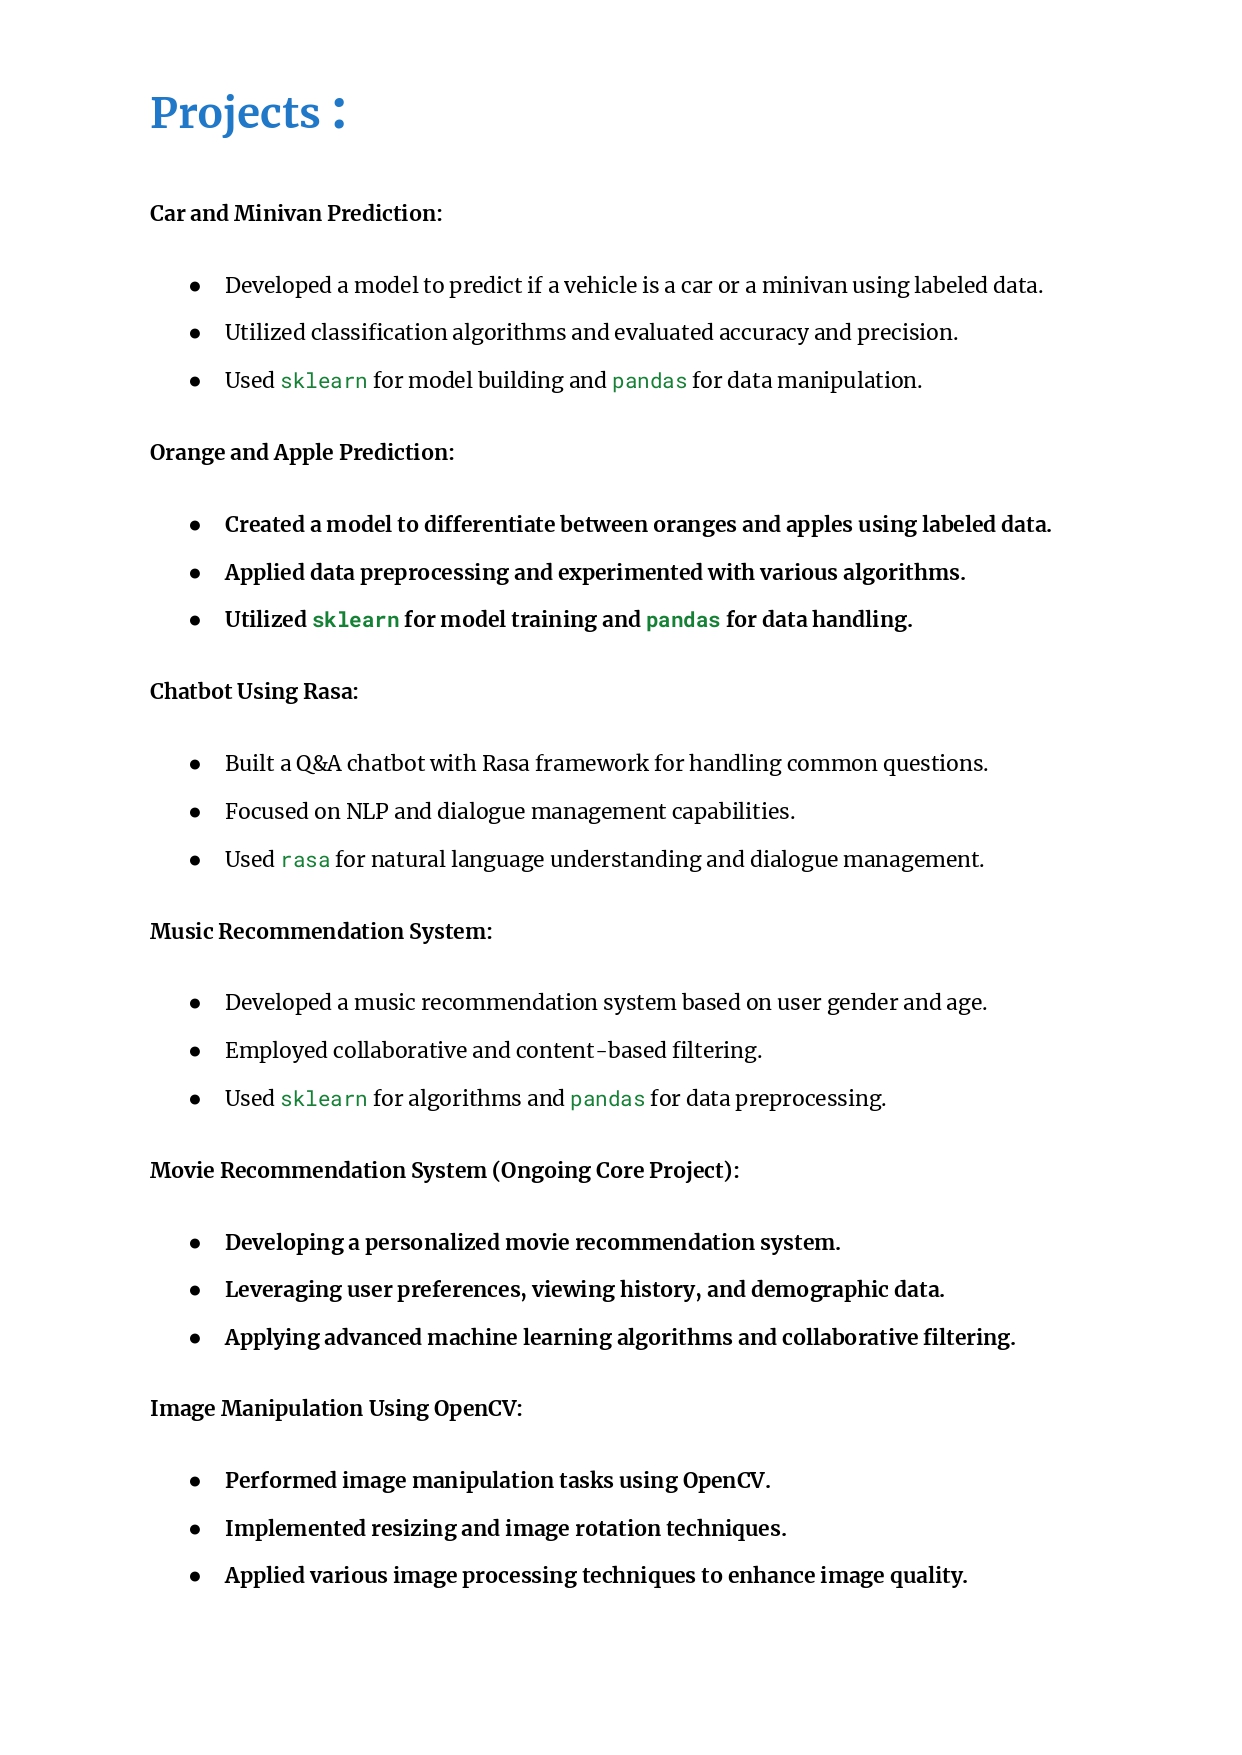 Projects :
Car and Minivan Prediction:
● Developed a model to predict if a vehicle is a car or a minivan using labeled data.
● Utilized classification algorithms and evaluated accuracy and precision.
● Used sklearn for model building and pandas for data manipulation.
Orange and Apple Prediction:
● Created a model to differentiate between oranges and apples using labeled data.
● Applied data preprocessing and experimented with various algorithms.
● Utilized sklearn for model training and pandas for data handling.
Chatbot Using Rasa:
● Built a Q&A chatbot with Rasa framework for handling common questions.
● Focused on NLP and dialogue management capabilities.
● Used rasa for natural language understanding and dialogue management.
Music Recommendation System:
● Developed a music recommendation system based on user gender and age.
● Employed collaborative and content-based filtering.
● Used sklearn for algorithms and pandas for data preprocessing.
Movie Recommendation System (Ongoing Core Project):
● Developing a personalized movie recommendation system.
● Leveraging user preferences, viewing history, and demographic data.
● Applying advanced machine learning algorithms and collaborative filtering.
Image Manipulation Using OpenCV:
● Performed image manipulation tasks using OpenCV.
● Implemented resizing and image rotation techniques.
● Applied various image processing techniques to enhance image quality.